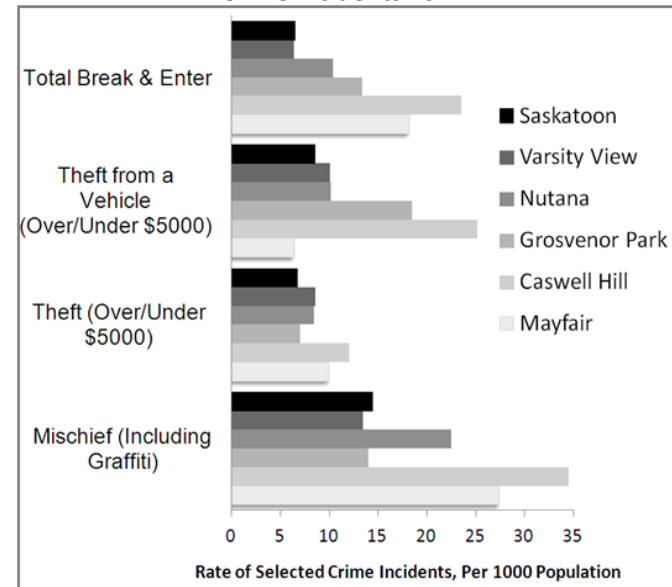 Total Break & Enter
Theft from a
Vehicle
(Over/Under $5000)
Theft (Over/Under
$5000)
Mischief (Including
Graffiti)
Saskatoon
Varsity View
Nutana
Grosvenor Park
Caswell Hill
Mayfair
0 5 10 15 20 25 30 35
Rate of Selected Crime Incidents, Per 1000 Population